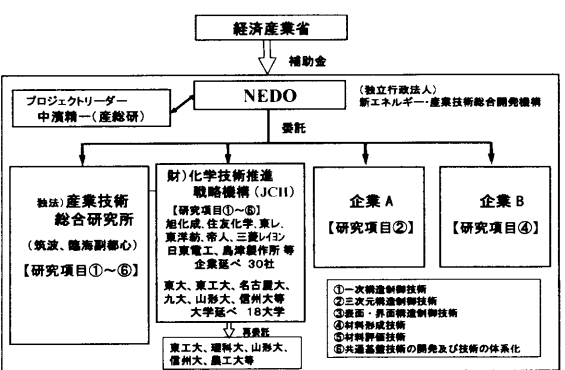 経済産業省
補助金
プロジェクトリーダー
中濱精一(産総研)
NEDO
(独立行政法人)
新エネルギー・産業技術総合開発機構
委託
独法)産業技術
総合研究所
(筑波、臨海副都心)
【研究項目①～⑥】
財)化学技術推進
戦略機構(JCII)
【研究項目①～⑥】
旭化成、住友化学、東レ、
東洋紡、帝人、三菱レイヨン
日東電工、島津製作所 等
企業延べ 30社
東大、東工大、名古屋大、
九大、山形大、信州大等
大学延べ 18大学
再委託
東工大、理科大、山形大、
信州大、農工大等
企業A
【研究項目②】
企業B
【研究項目④】
①一次構造制御技術
②三次元構造制御技術
③表面・界面構造制御技術
④材料形成技術
⑤材料評価技術
⑥共通基盤技術の開発及び技術の体系化